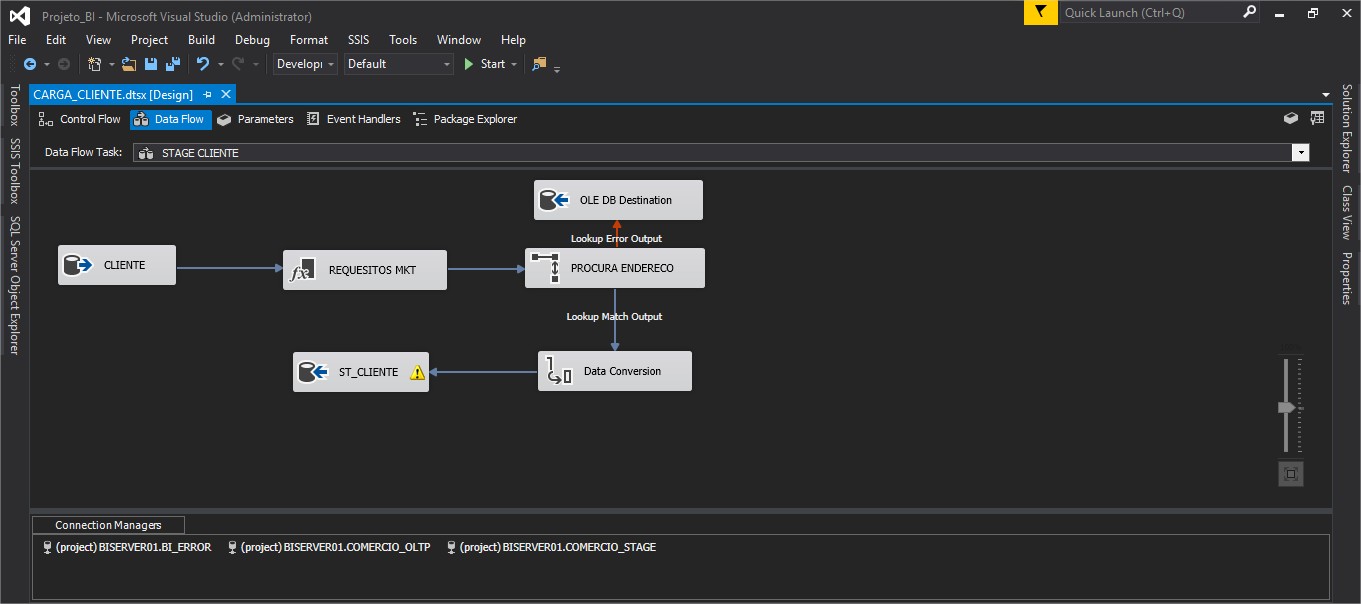 Projeto_BI - Microsoft Visual Studio (Administrator)
Quick Launch (Ctrl+Q)
File Edit View Project Build Debug Format SSIS Tools Window Help
Developi Default Start
CARGA_CLIENTE.dtsx [Design]
Control Flow Data Flow Parameters Event Handlers Package Explorer
Data Flow Task: STAGE CLIENTE
Toolbox
SSIS Toolbox
SQL Server Object Explorer
OLE DB Destination
Lookup Error Output
CLIENTE
fx REQUESITOS MKT
PROCURA ENDERECO
Lookup Match Output
ST_CLIENTE
Data Conversion
Solution Explorer
Class View
Properties
Connection Managers
(project) BISERVER01.BI_ERROR (project) BISERVER01.COMERCIO_OLTP (project) BISERVER01.COMERCIO_STAGE